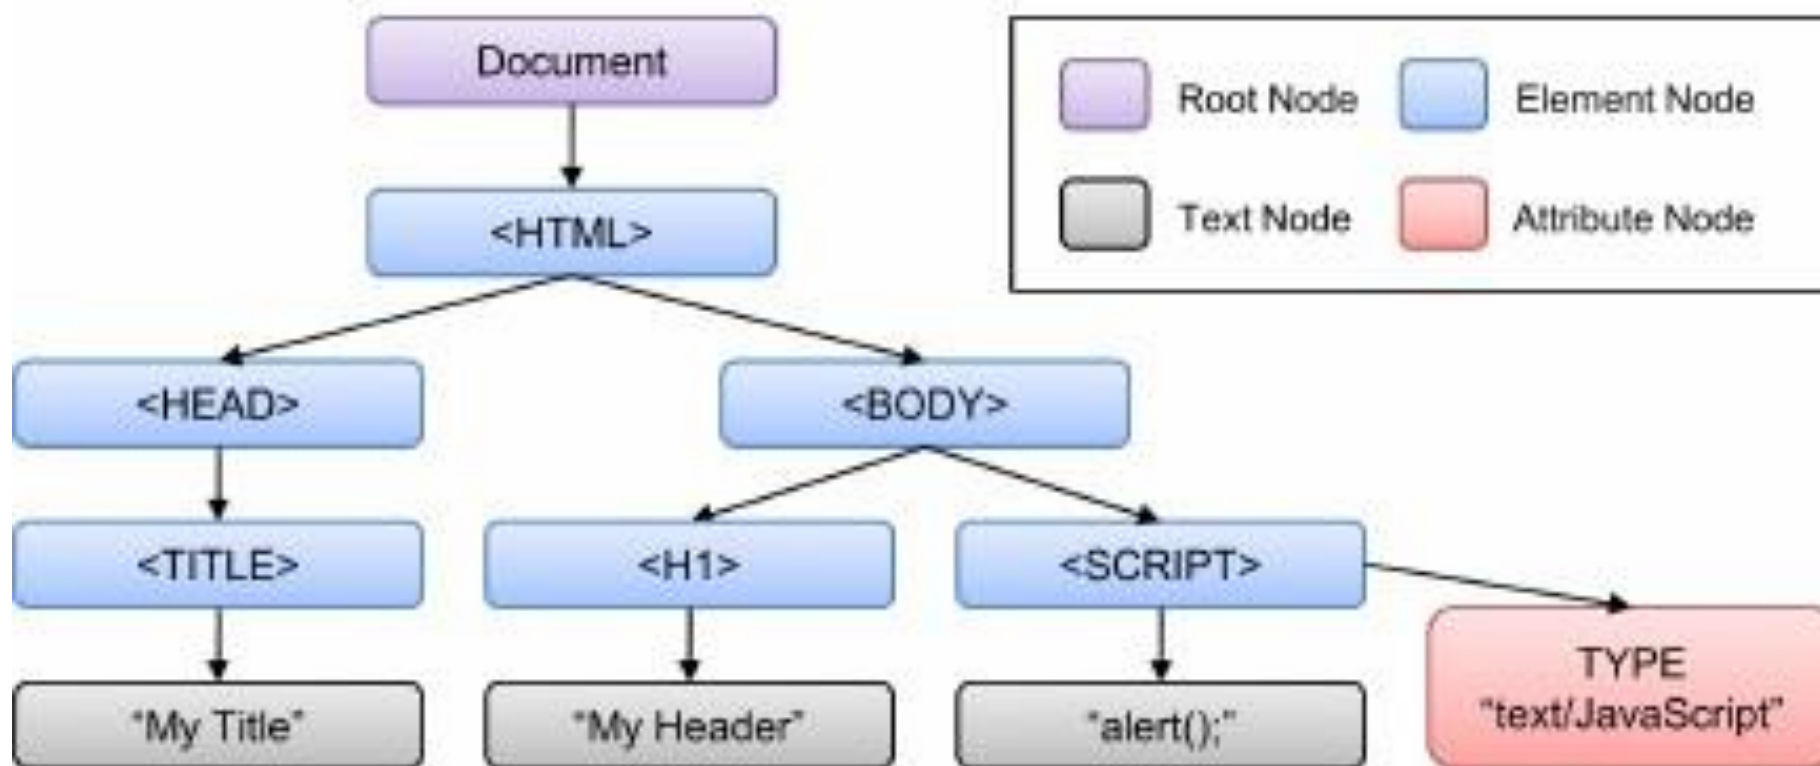 Document
Root Node
Element Node
Text Node
Attribute Node
<HTML>
<HEAD>
<BODY>
<TITLE>
<H1>
<SCRIPT>
"My Title"
"My Header"
"alert();"
TYPE
"text/JavaScript"